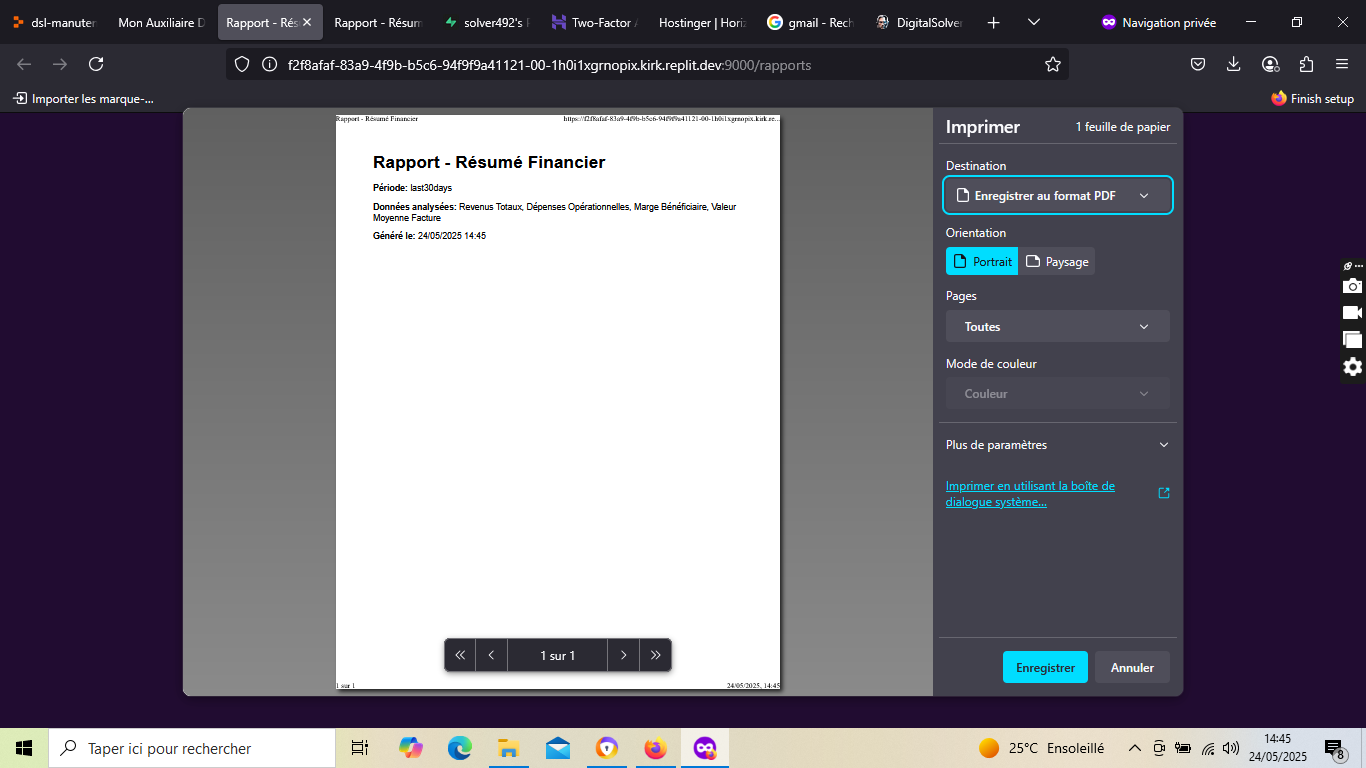 dsl-manuten
Mon Auxiliaire D
Rapport - Rés
Rapport - Résum
solver492's
Two-Factor
Hostinger | Hori
gmail - Rech
DigitalSolve
Navigation privée
f2f8afaf-83a9-4f9b-b5c6-94f9f9a41121-00-1h0i1xgrnopix.kirk.replit.dev:9000/rapports
Importer les marque-...
Finish setup
Rapport - Résumé Financier
https://f2f8afaf-83a9-4f9b-b5c6-94f9f9a41121-00-1h0i1xgrnopix.kirk.re...
Rapport - Résumé Financier
Période: last30days
Données analysées: Revenus Totaux, Dépenses Opérationnelles, Marge Bénéficiaire, Valeur
Moyenne Facture
Généré le: 24/05/2025 14:45
1 sur 1
1 sur 1
24/05/2025, 14:45
Imprimer
1 feuille de papier
Destination
Enregistrer au format PDF
Orientation
Portrait
Paysage
Pages
Toutes
Mode de couleur
Couleur
Plus de paramètres
Imprimer en utilisant la boîte de
dialogue système...
Enregistrer
Annuler
Taper ici pour rechercher
25°C Ensoleillé
14:45
24/05/2025
8